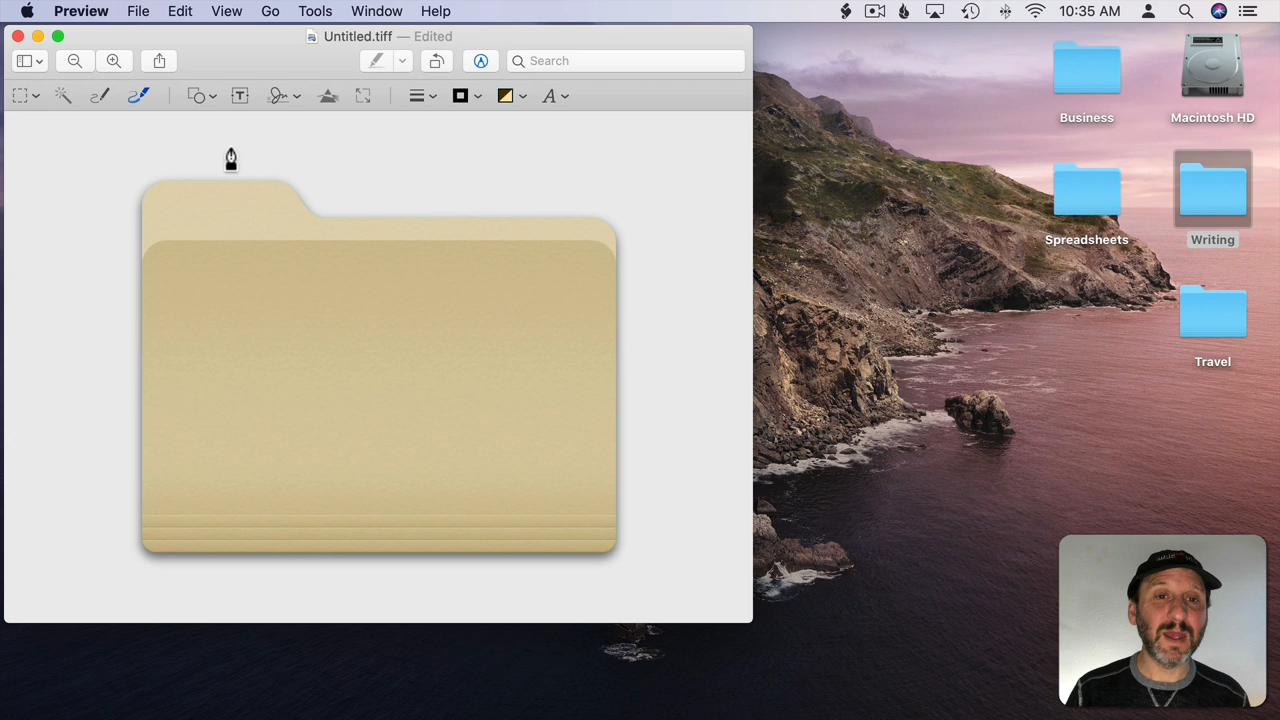 Preview File Edit View Go Tools Window Help 10:35 AM
Untitled.tiff — Edited
Search
Business
Macintosh HD
Spreadsheets
Writing
Travel